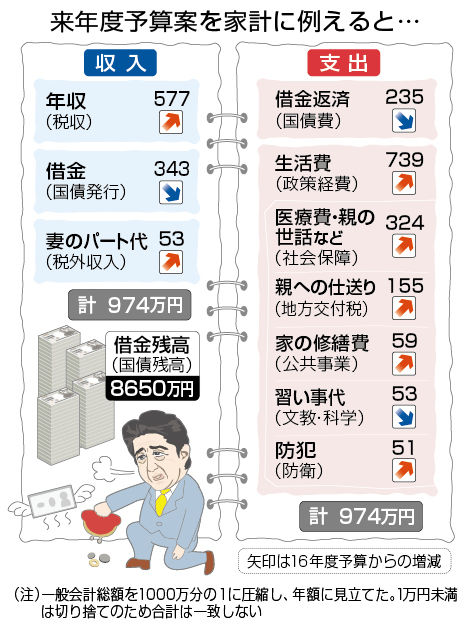 来年度予算案を家計に例えると…
収入
年収 577
(税収)
借金 343
(国債発行)
妻のパート代 53
(税外収入)
計 974万円
借金残高
(国債残高)
8650万円
支出
借金返済 235
(国債費)
生活費 739
(政策経費)
医療費・親の
世話など 324
(社会保障)
親への仕送り 155
(地方交付税)
家の修繕費 59
(公共事業)
習い事代 53
(文教・科学)
防犯 51
(防衛)
計 974万円
矢印は16年度予算からの増減
(注)一般会計総額を1000万分の1に圧縮し、年額に見立てた。1万円未満
は切り捨てのため合計は一致しない